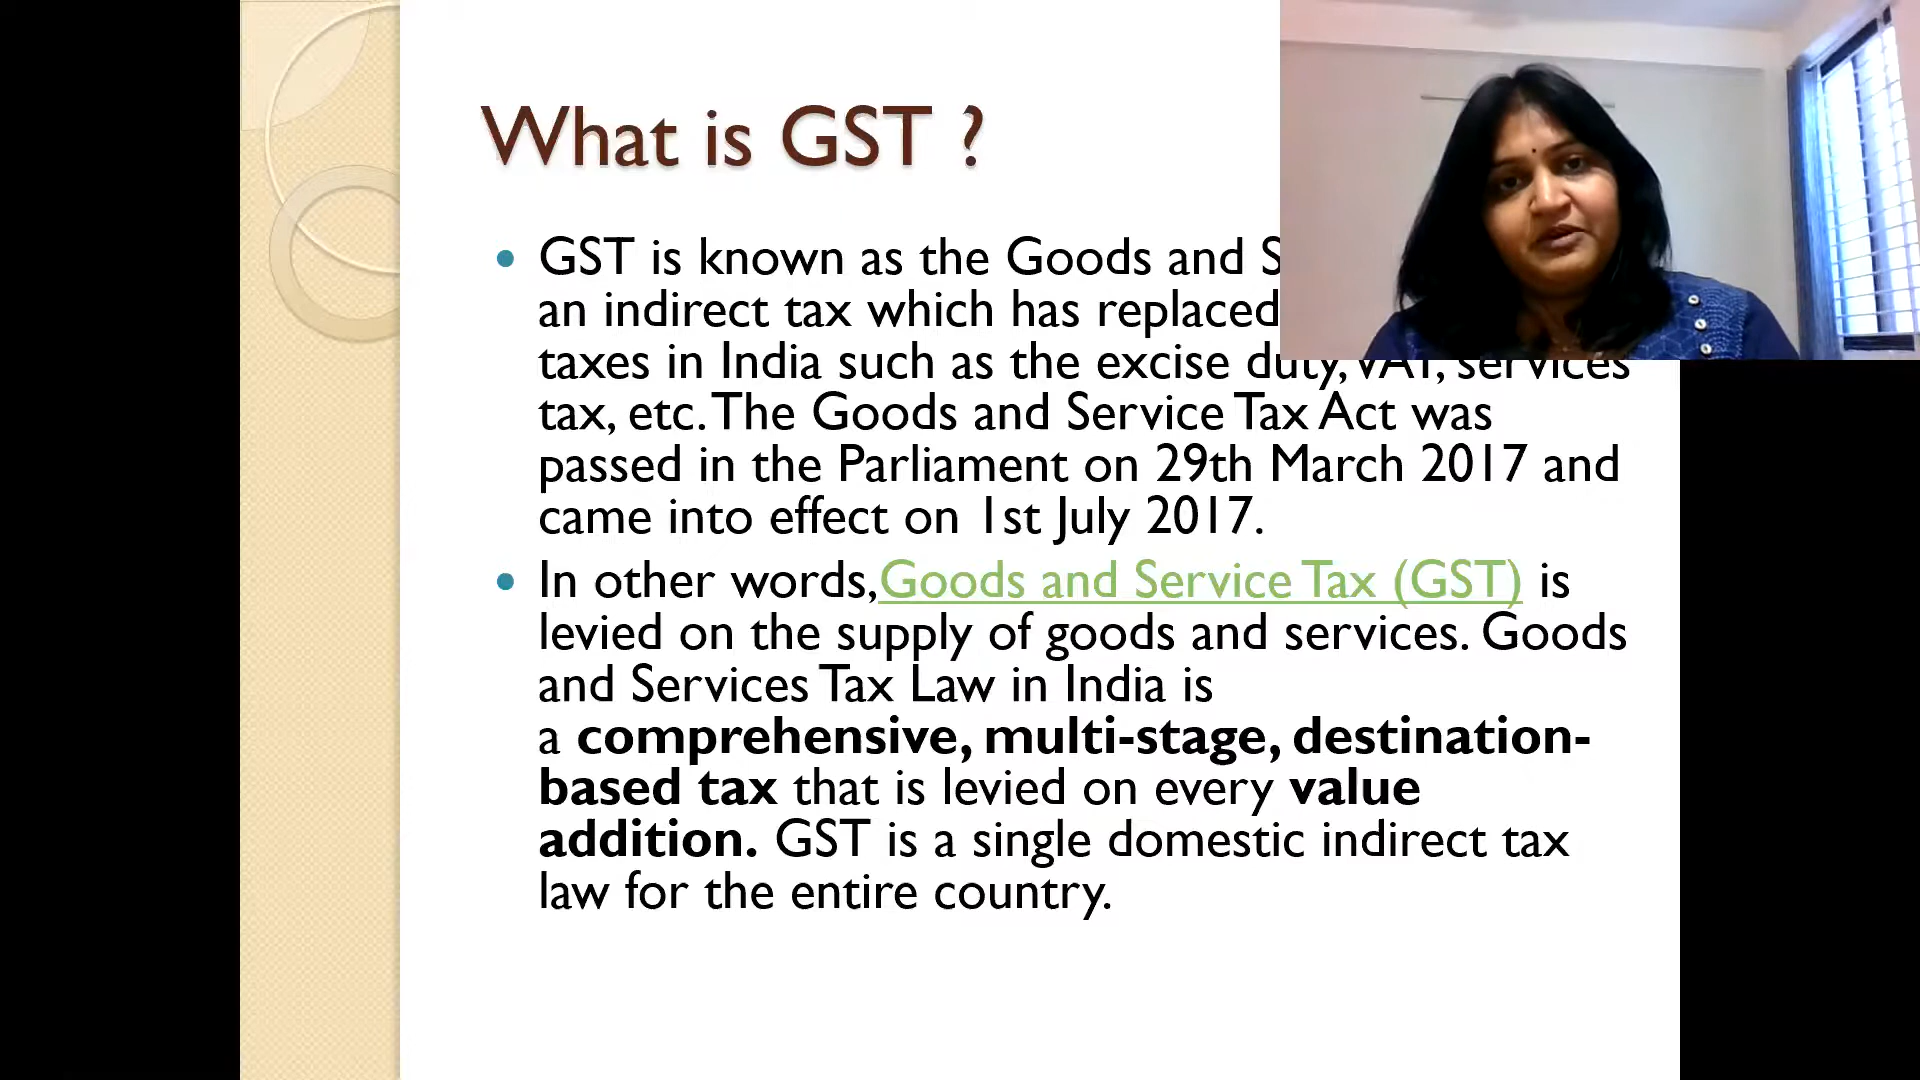 What is GST ?
• GST is known as the Goods and
an indirect tax which has replaced
taxes in India such as the excise duty, VAT, services
tax, etc. The Goods and Service Tax Act was
passed in the Parliament on 29th March 2017 and
came into effect on 1st July 2017.
• In other words, Goods and Service Tax (GST) is
levied on the supply of goods and services. Goods
and Services Tax Law in India is
a comprehensive, multi-stage, destination-
based tax that is levied on every value
addition. GST is a single domestic indirect tax
law for the entire country.